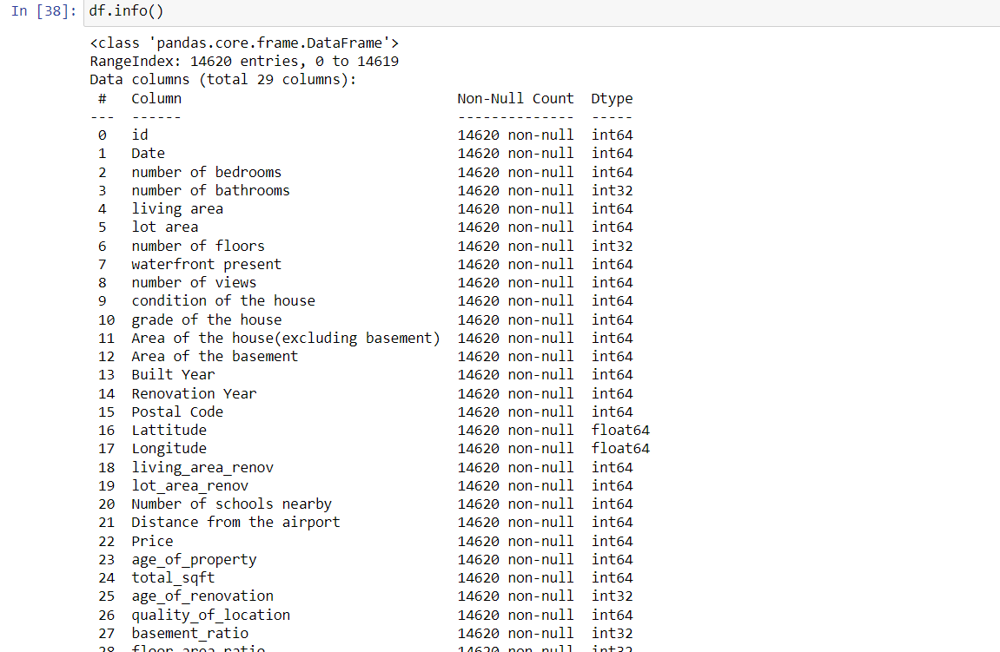 In [38]: df.info()
<class 'pandas.core.frame.DataFrame'>
RangeIndex: 14620 entries, 0 to 14619
Data columns (total 29 columns):
 #   Column                                 Non-Null Count  Dtype
---  ------                                 --------------  -----
 0   id                                     14620 non-null  int64
 1   Date                                   14620 non-null  int64
 2   number of bedrooms                     14620 non-null  int64
 3   number of bathrooms                    14620 non-null  int32
 4   living area                            14620 non-null  int64
 5   lot area                               14620 non-null  int64
 6   number of floors                       14620 non-null  int32
 7   waterfront present                     14620 non-null  int64
 8   number of views                        14620 non-null  int64
 9   condition of the house                 14620 non-null  int64
 10  grade of the house                     14620 non-null  int64
 11  Area of the house(excluding basement)  14620 non-null  int64
 12  Area of the basement                   14620 non-null  int64
 13  Built Year                             14620 non-null  int64
 14  Renovation Year                        14620 non-null  int64
 15  Postal Code                            14620 non-null  int64
 16  Lattitude                              14620 non-null  float64
 17  Longitude                              14620 non-null  float64
 18  living_area_renov                      14620 non-null  int64
 19  lot_area_renov                         14620 non-null  int64
 20  Number of schools nearby               14620 non-null  int64
 21  Distance from the airport              14620 non-null  int64
 22  Price                                  14620 non-null  int64
 23  age_of_property                        14620 non-null  int64
 24  total_sqft                             14620 non-null  int64
 25  age_of_renovation                      14620 non-null  int32
 26  quality_of_location                    14620 non-null  int64
 27  basement_ratio                         14620 non-null  int32
 28  floor_area_ratio                       14620 non-null  int32